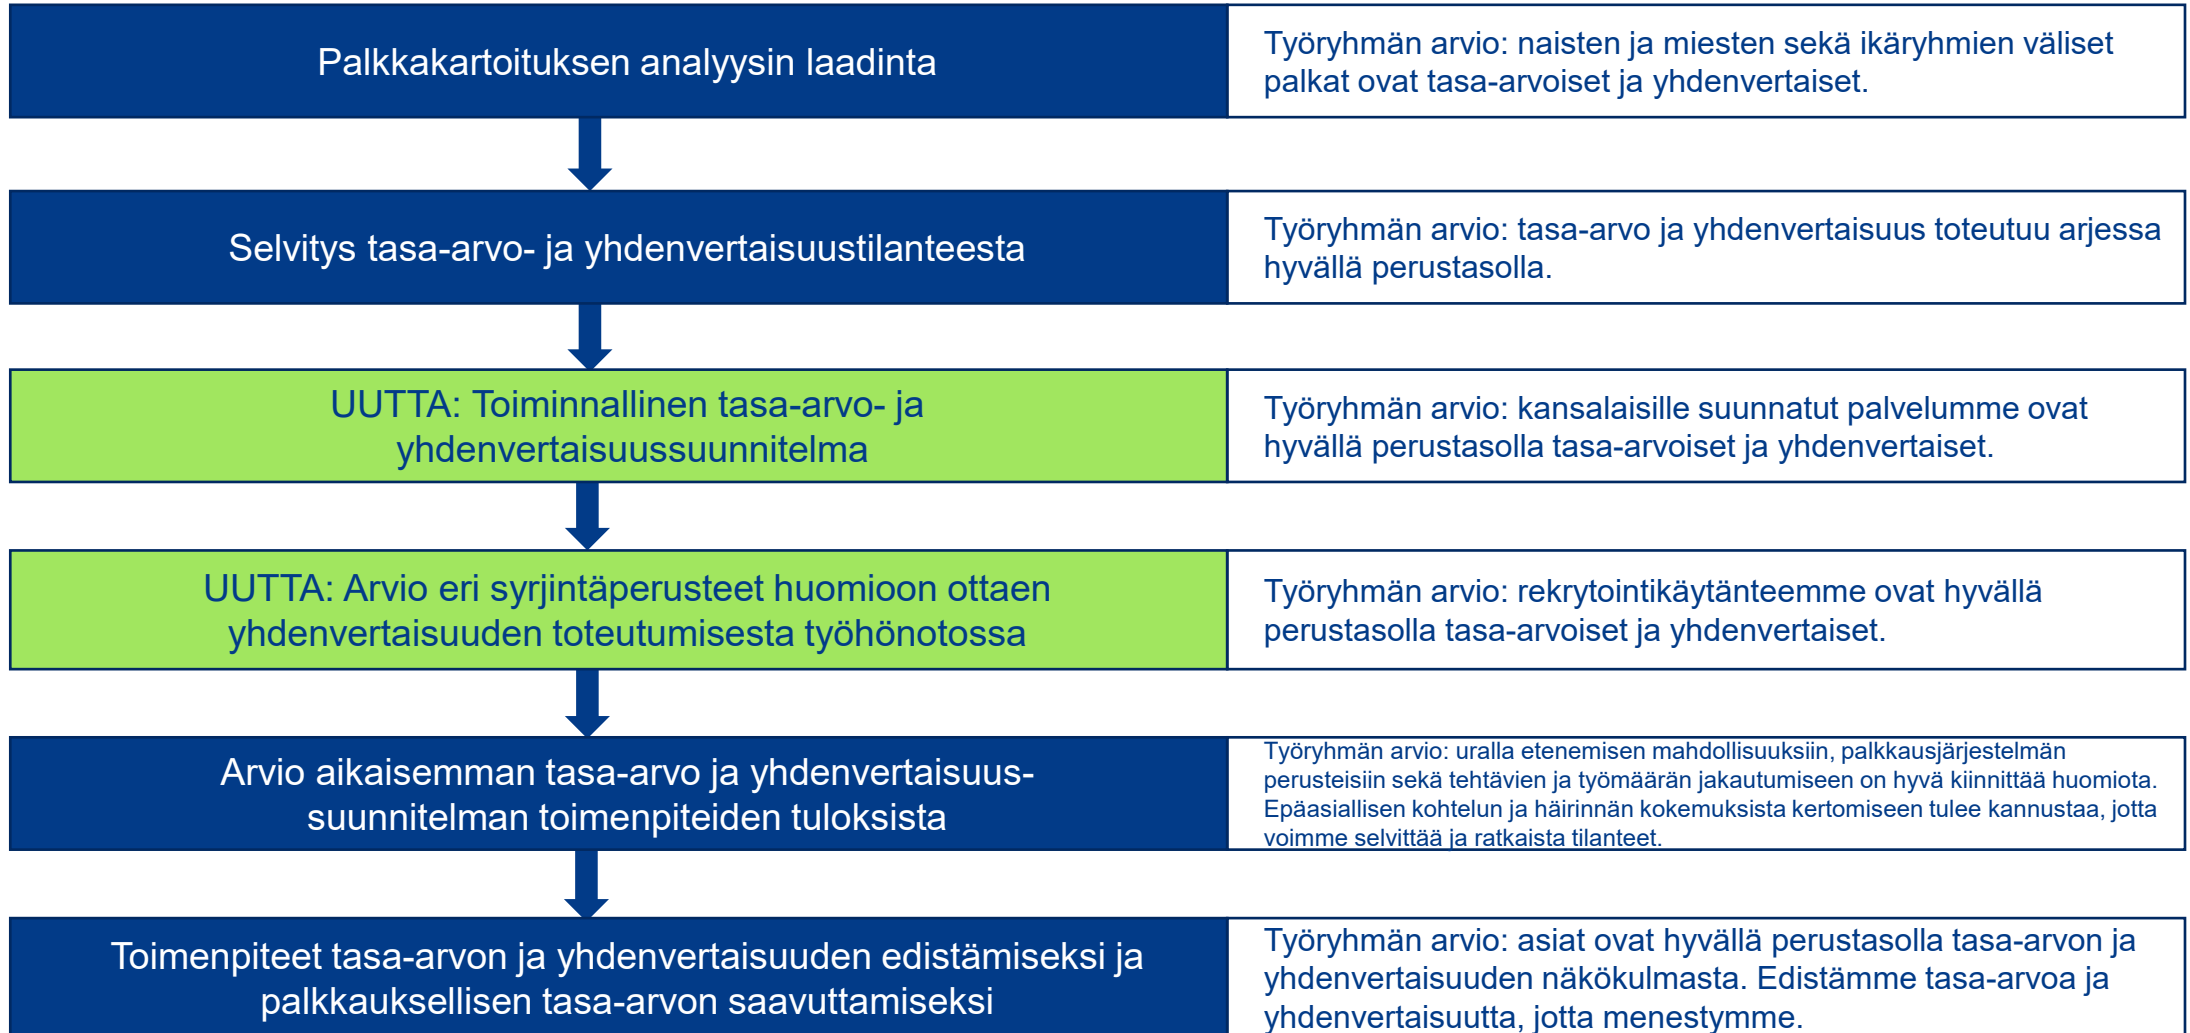 Palkkakartoituksen analyysin laadinta
Työryhmän arvio: naisten ja miesten sekä ikäryhmien väliset
palkat ovat tasa-arvoiset ja yhdenvertaiset.
Selvitys tasa-arvo- ja yhdenvertaisuustilanteesta
Työryhmän arvio: tasa-arvo ja yhdenvertaisuus toteutuu arjessa
hyvällä perustasolla.
UUTTA: Toiminnallinen tasa-arvo- ja
yhdenvertaisuussuunnitelma
Työryhmän arvio: kansalaisille suunnatut palvelumme ovat
hyvällä perustasolla tasa-arvoiset ja yhdenvertaiset.
UUTTA: Arvio eri syrjintäperusteet huomioon ottaen
yhdenvertaisuuden toteutumisesta työhönotossa
Työryhmän arvio: rekrytointikäytänteemme ovat hyvällä
perustasolla tasa-arvoiset ja yhdenvertaiset.
Arvio aikaisemman tasa-arvo ja yhdenvertaisuus-
suunnitelman toimenpiteiden tuloksista
Työryhmän arvio: uralla etenemisen mahdollisuuksiin, palkkausjärjestelmän
perusteisiin sekä tehtävien ja työmäärän jakautumiseen on hyvä kiinnittää huomiota.
Epäasiallisen kohtelun ja häirinnän kokemuksista kertomiseen tulee kannustaa, jotta
voimme selvittää ja ratkaista tilanteet.
Toimenpiteet tasa-arvon ja yhdenvertaisuuden edistämiseksi ja
palkkauksellisen tasa-arvon saavuttamiseksi
Työryhmän arvio: asiat ovat hyvällä perustasolla tasa-arvon ja
yhdenvertaisuuden näkökulmasta. Edistämme tasa-arvoa ja
yhdenvertaisuutta, jotta menestymme.